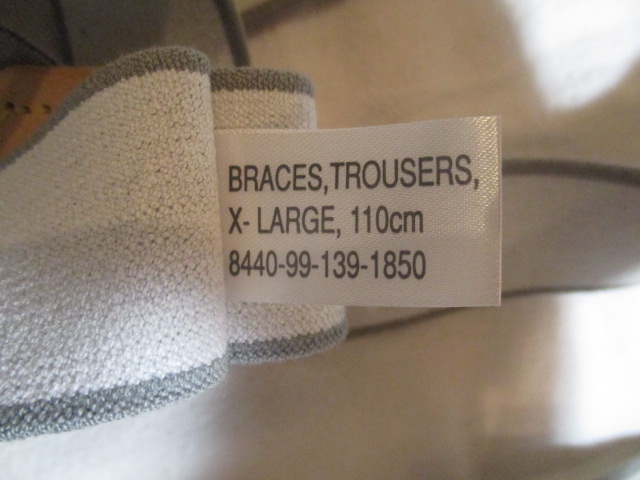 BRACES,TROUSERS,
X- LARGE, 110cm
8440-99-139-1850